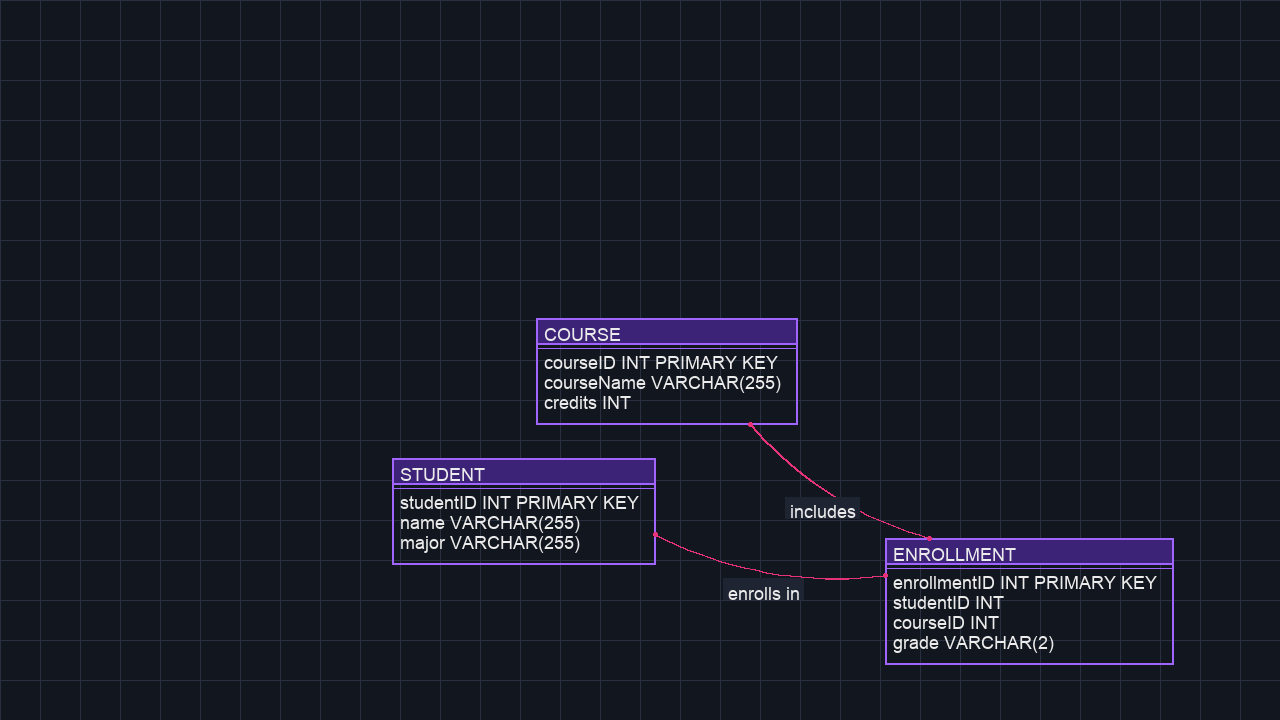 COURSE
courseID INT PRIMARY KEY
courseName VARCHAR(255)
credits INT
STUDENT
studentID INT PRIMARY KEY
name VARCHAR(255)
major VARCHAR(255)
includes
enrolls in
ENROLLMENT
enrollmentID INT PRIMARY KEY
studentID INT
courseID INT
grade VARCHAR(2)